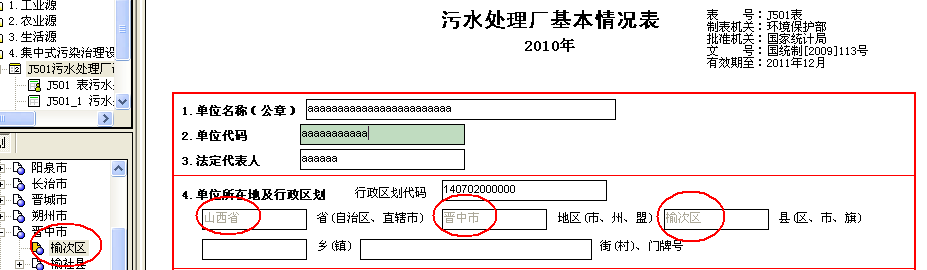 1. 工业源
2. 农业源
3. 生活源
4. 集中式污染治理设
J501污水处理厂
J501 表污水
J501_1 污水
阳泉市
长治市
晋城市
朔州市
晋中市
榆次区
榆社县
污水处理厂基本情况表
2010年
表 号：J501表
制表机关：环境保护部
批准机关：国家统计局
文 号：国统制[2009]113号
有效期至：2011年12月
1.单位名称（公章） aaaaaaaaaaaaaaaaaaaaaaaa
2.单位代码 aaaaaaaaaaa
3.法定代表人 aaaaaa
4.单位所在地及行政区划 行政区划代码 140702000000
山西省 省(自治区、直辖市) 晋中市 地区(市、州、盟) 榆次区 县(区、市、旗)
乡(镇) 街(村)、门牌号